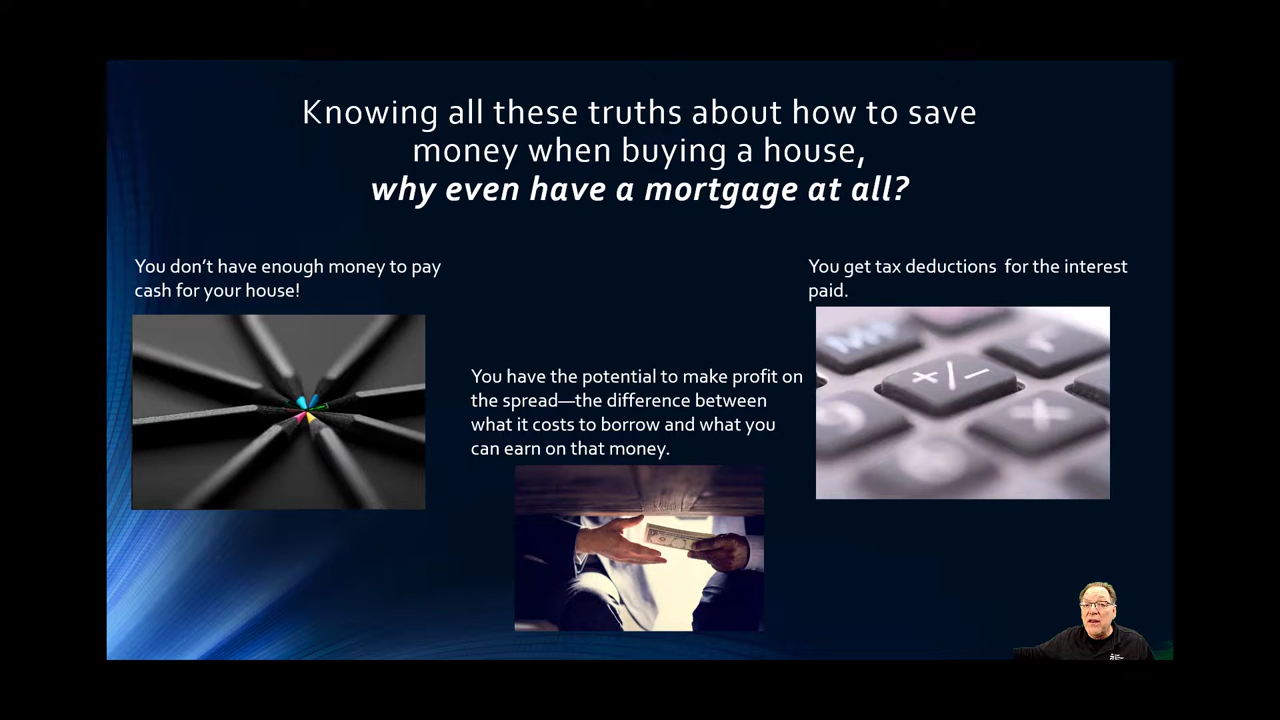 Knowing all these truths about how to save
money when buying a house,
why even have a mortgage at all?
You don't have enough money to pay
cash for your house!
You have the potential to make profit on
the spread—the difference between
what it costs to borrow and what you
can earn on that money.
You get tax deductions for the interest
paid.
+/−